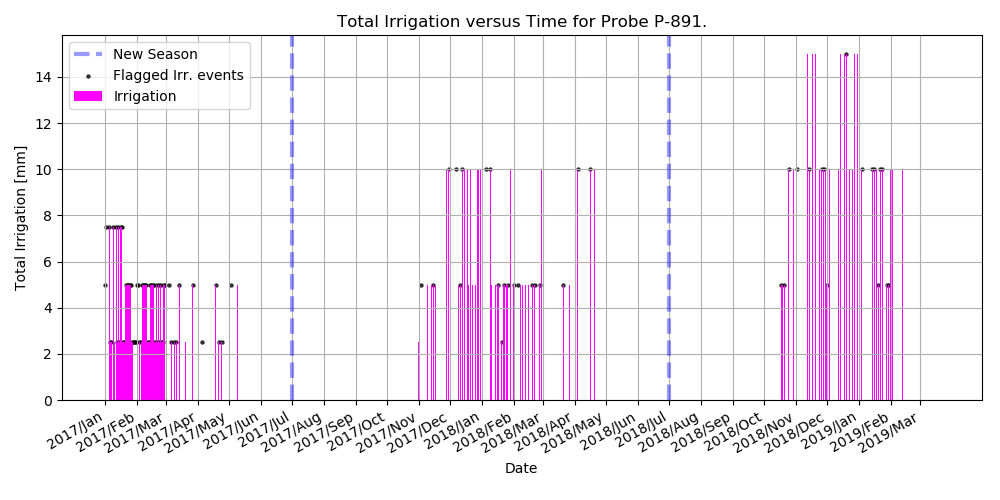 Total Irrigation versus Time for Probe P-891.
New Season
Flagged Irr. events
Irrigation
Total Irrigation [mm]
14
12
10
8
6
4
2
0
2017/Jan
2017/Feb
2017/Mar
2017/Apr
2017/May
2017/Jun
2017/Jul
2017/Aug
2017/Sep
2017/Oct
2017/Nov
2017/Dec
2018/Jan
2018/Feb
2018/Mar
2018/Apr
2018/May
2018/Jun
2018/Jul
2018/Aug
2018/Sep
2018/Oct
2018/Nov
2018/Dec
2019/Jan
2019/Feb
2019/Mar
Date